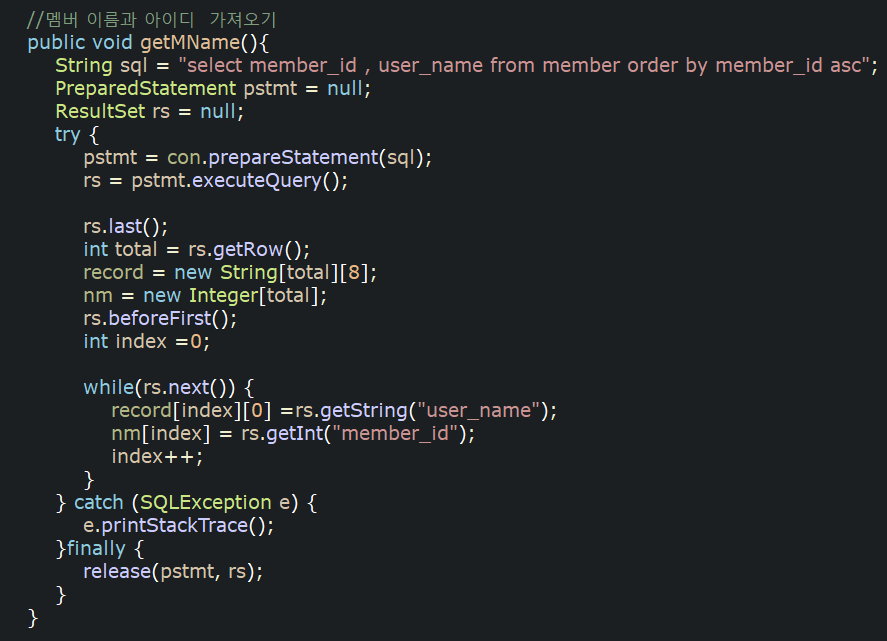 //멤버 이름과 아이디  가져오기
public void getMName(){
String sql = "select member_id , user_name from member order by member_id asc";
PreparedStatement pstmt = null;
ResultSet rs = null;
try {
pstmt = con.prepareStatement(sql);
rs = pstmt.executeQuery();
rs.last();
int total = rs.getRow();
record = new String[total][8];
nm = new Integer[total];
rs.beforeFirst();
int index =0;
while(rs.next()) {
record[index][0] =rs.getString("user_name");
nm[index] = rs.getInt("member_id");
index++;
}
} catch (SQLException e) {
e.printStackTrace();
}finally {
release(pstmt, rs);
}
}